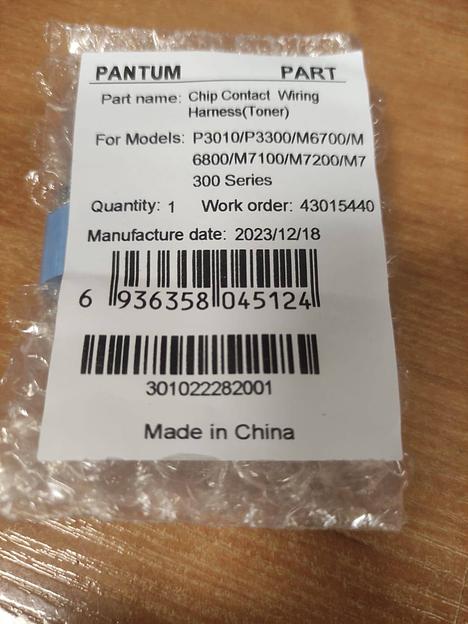 PANTUM PART
Part name: Chip Contact Wiring
Harness(Toner)
For Models: P3010/P3300/M6700/M
6800/M7100/M7200/M7
300 Series
Quantity: 1 Work order: 43015440
Manufacture date: 2023/12/18
6 936358 045124
301022282001
Made in China